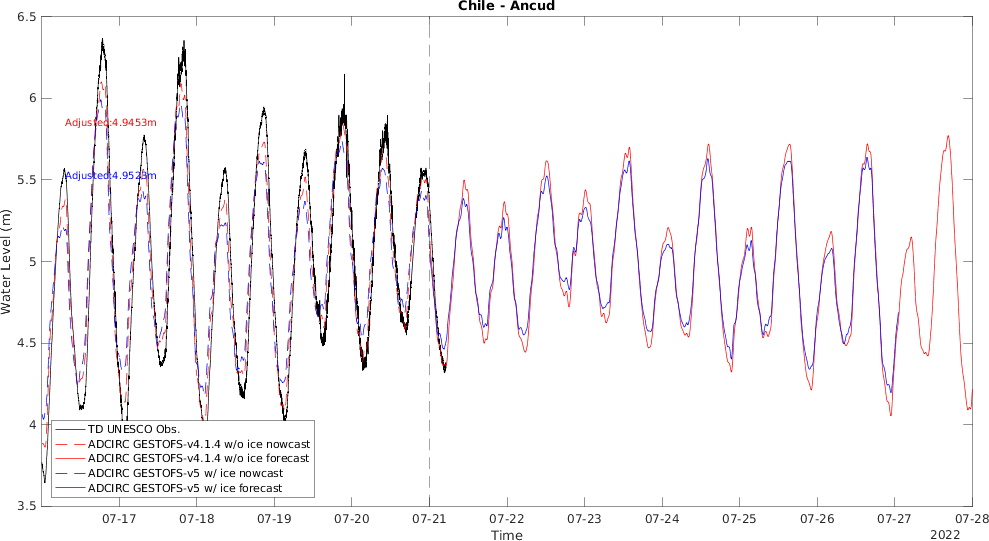 Chile - Ancud
6.5
6
5.5
5
4.5
4
3.5
Water Level (m)
Adjusted:4.9453m
Adjusted:4.9523m
TD UNESCO Obs.
ADCIRC GESTOFS-v4.1.4 w/o ice nowcast
ADCIRC GESTOFS-v4.1.4 w/o ice forecast
ADCIRC GESTOFS-v5 w/ ice nowcast
ADCIRC GESTOFS-v5 w/ ice forecast
07-17 07-18 07-19 07-20 07-21 07-22 07-23 07-24 07-25 07-26 07-27 07-28
Time
2022